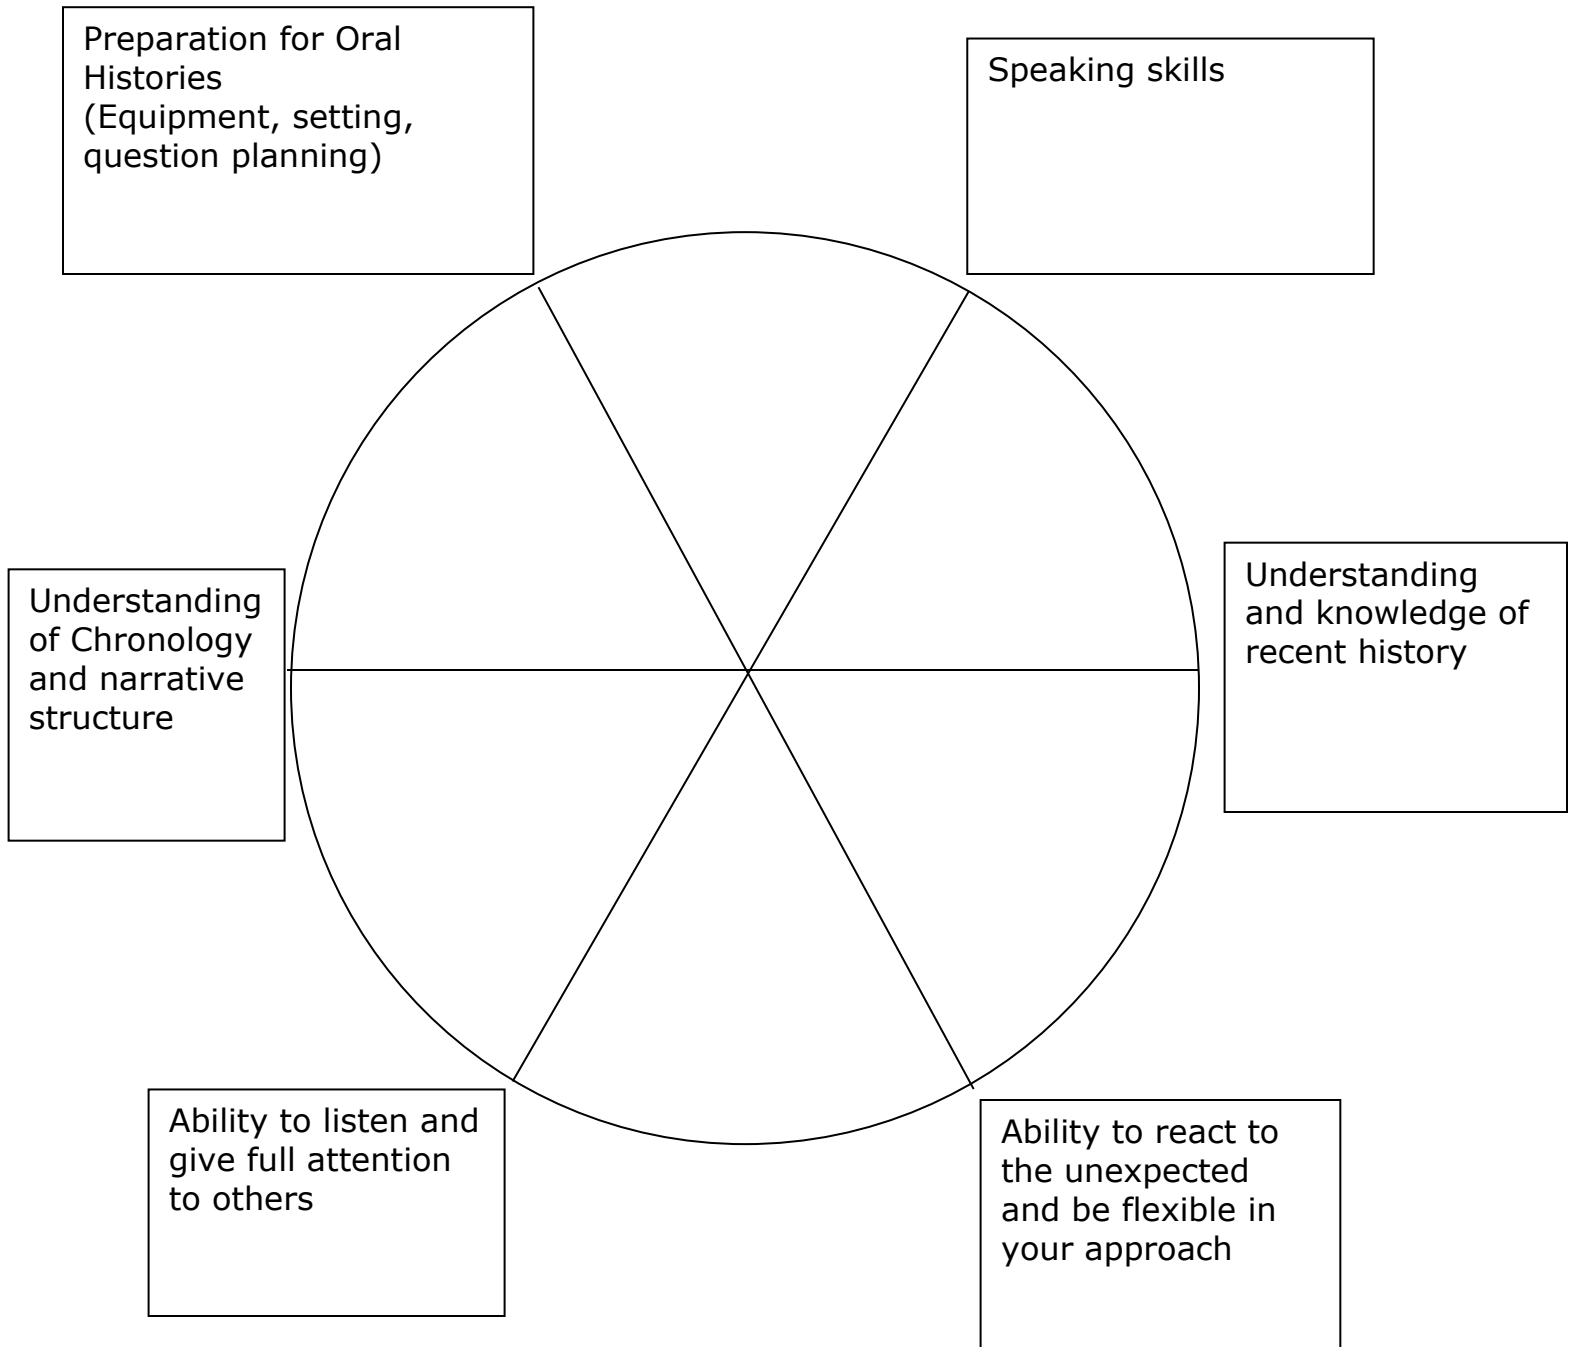 Preparation for Oral
Histories
(Equipment, setting,
question planning)
Speaking skills
Understanding
of Chronology
and narrative
structure
Understanding
and knowledge of
recent history
Ability to listen and
give full attention
to others
Ability to react to
the unexpected
and be flexible in
your approach